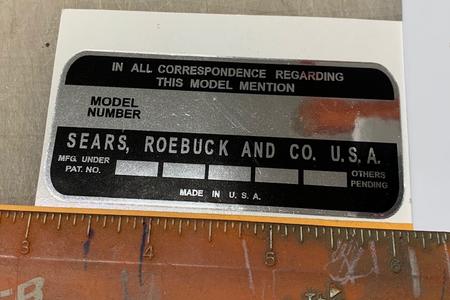 IN ALL CORRESPONDENCE REGARDING
THIS MODEL MENTION
MODEL
NUMBER
SEARS, ROEBUCK AND CO. U.S.A.
MFG. UNDER
PAT. NO.
OTHERS
PENDING
MADE IN U.S.A.
3 4 5 6